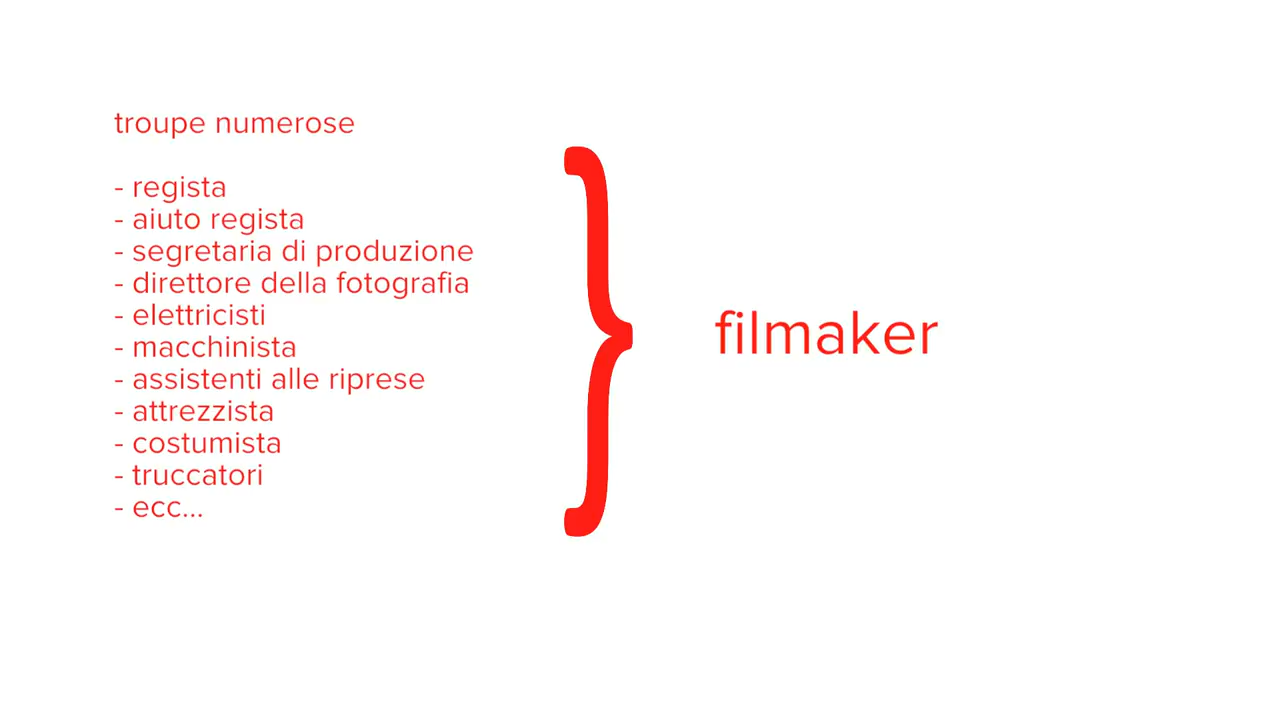 troupe numerose
- regista
- aiuto regista
- segretaria di produzione
- direttore della fotografia
- elettricisti
- macchinista
- assistenti alle riprese
- attrezzista
- costumista
- truccatori
- ecc...
filmaker